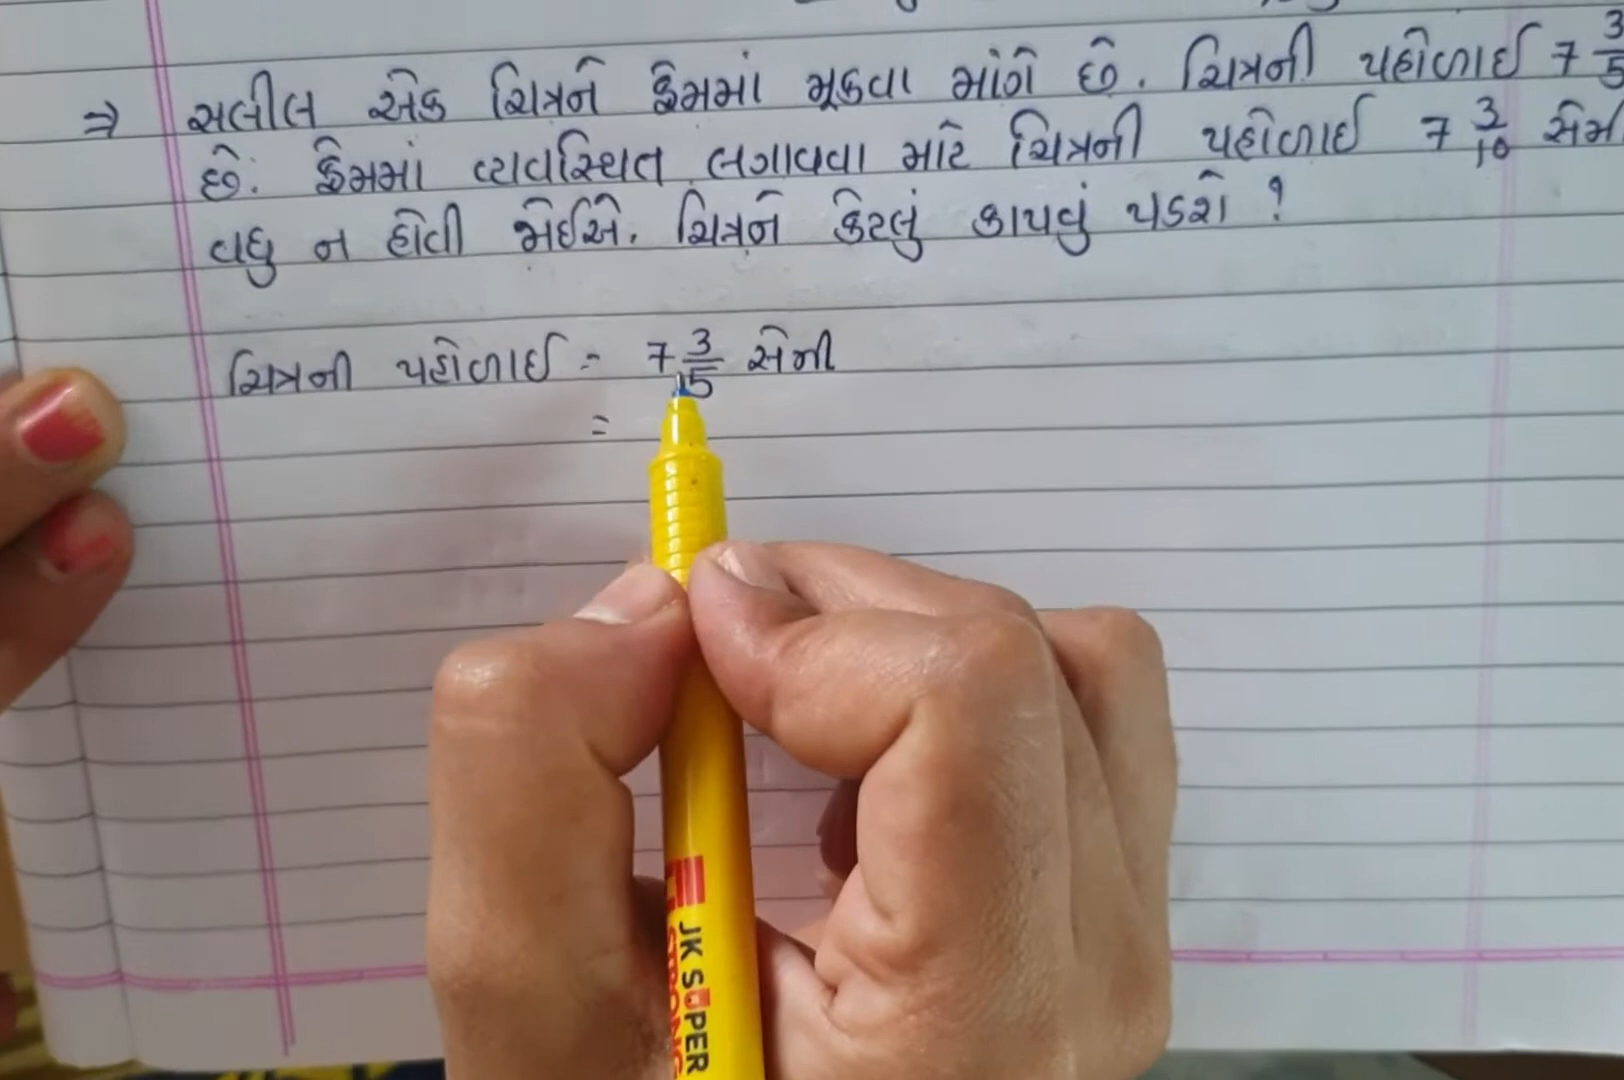 ⇒ સલીલ એક ચિત્રને ફ્રેમમાં મૂકવા માંગે છે. ચિત્રની પહોળાઈ 7 3/5
છે. ફ્રેમમાં વ્યવસ્થિત લગાવવા માટે ચિત્રની પહોળાઈ 7 3/10 સેમી
વધુ ન હોવી જોઈએ. ચિત્રને કેટલું કાપવું પડશે ?
ચિત્રની પહોળાઈ = 7 3/5 સેમી
=
JK SUPER